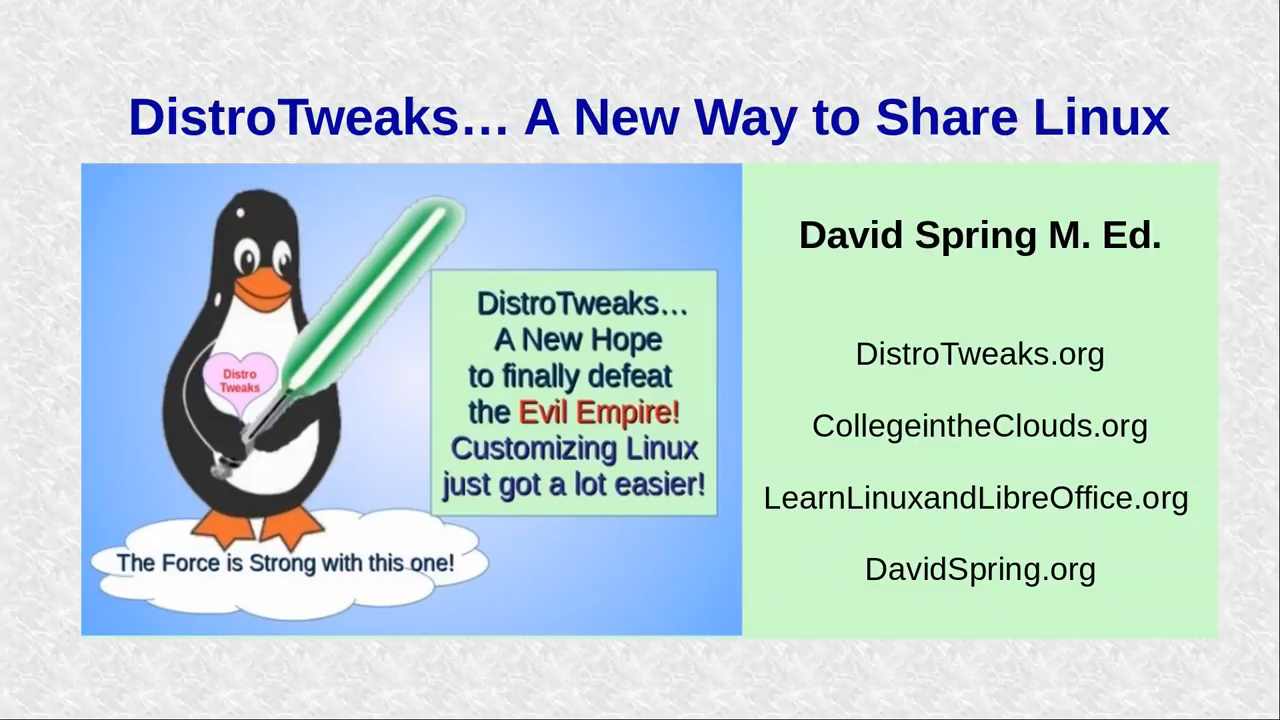 DistroTweaks… A New Way to Share Linux
Distro
Tweaks
DistroTweaks…
A New Hope
to finally defeat
the Evil Empire!
Customizing Linux
just got a lot easier!
The Force is Strong with this one!
David Spring M. Ed.
DistroTweaks.org
CollegeintheClouds.org
LearnLinuxandLibreOffice.org
DavidSpring.org